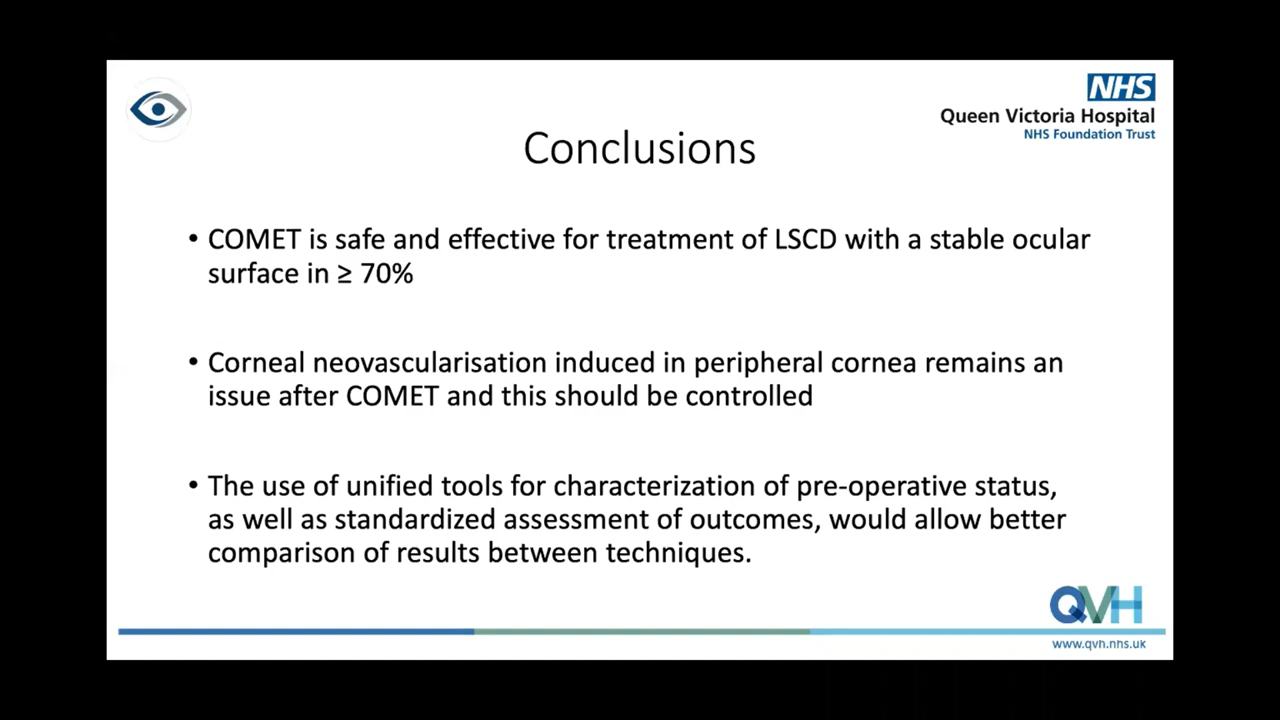 NHS
Queen Victoria Hospital
NHS Foundation Trust
Conclusions
• COMET is safe and effective for treatment of LSCD with a stable ocular
surface in ≥ 70%
• Corneal neovascularisation induced in peripheral cornea remains an
issue after COMET and this should be controlled
• The use of unified tools for characterization of pre-operative status,
as well as standardized assessment of outcomes, would allow better
comparison of results between techniques.
QVH
www.qvh.nhs.uk